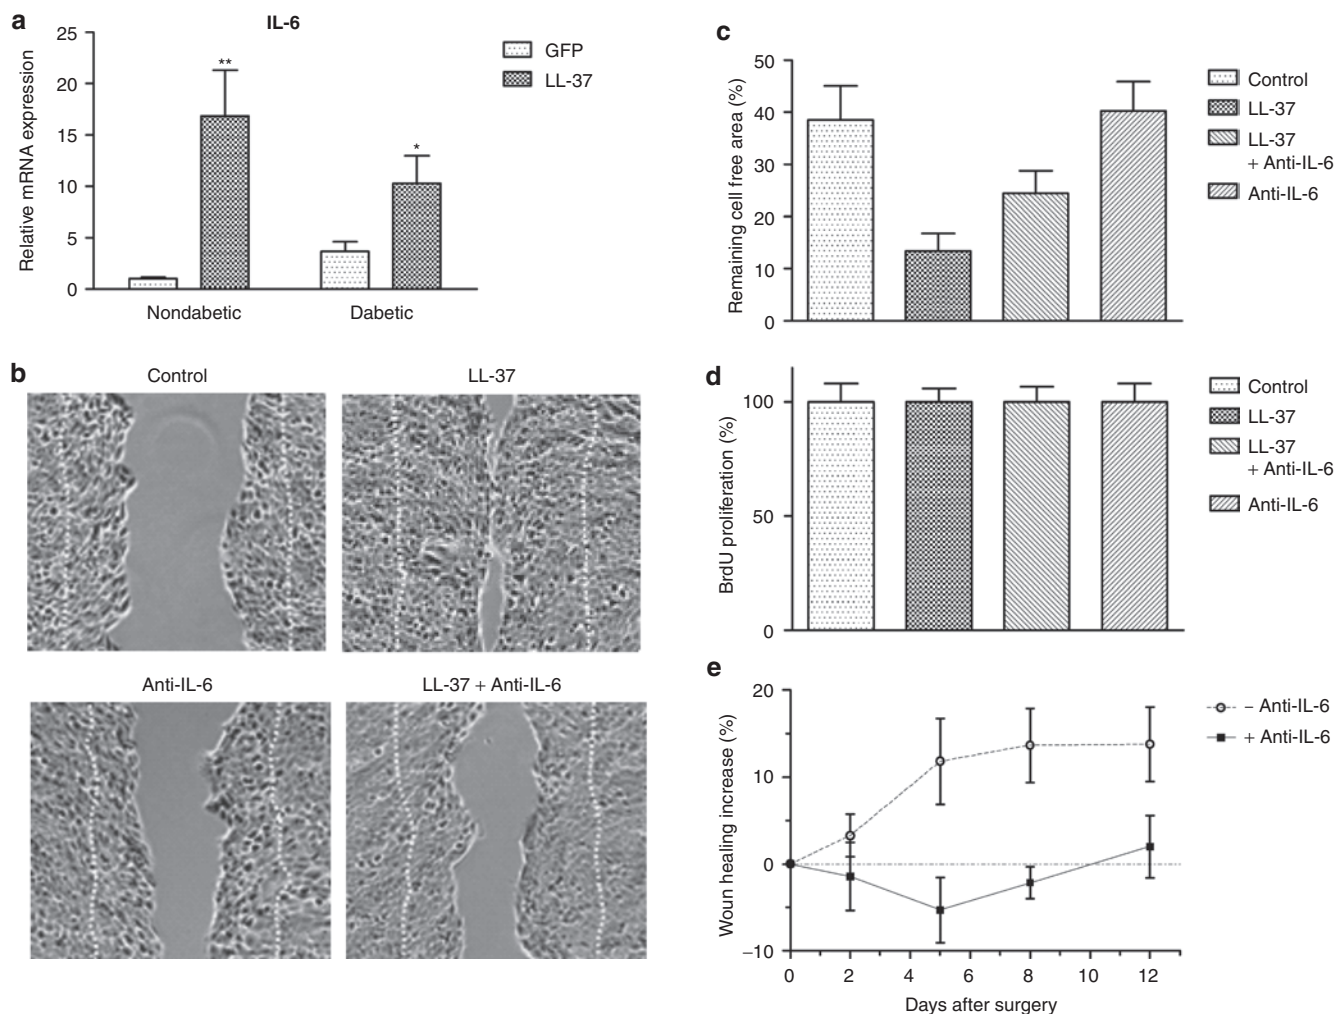 a
IL-6
Relative mRNA expression
25
20
15
10
5
0
**
*
Nondabetic
Dabetic
GFP
LL-37
b
Control
LL-37
Anti-IL-6
LL-37 + Anti-IL-6
c
Remaining cell free area (%)
50
40
30
20
10
0
Control
LL-37
LL-37
+ Anti-IL-6
Anti-IL-6
d
BrdU proliferation (%)
100
50
0
Control
LL-37
LL-37
+ Anti-IL-6
Anti-IL-6
e
Woun healing increase (%)
20
10
0
–10
0 2 4 6 8 10 12
Days after surgery
– Anti-IL-6
+ Anti-IL-6